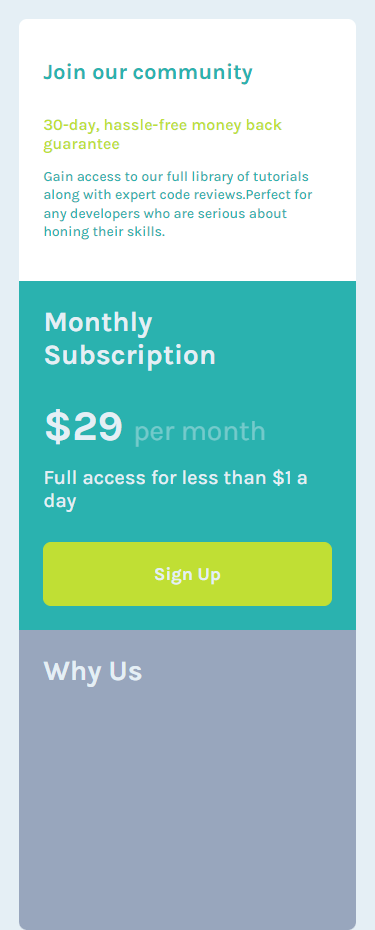 Join our community
30-day, hassle-free money back
guarantee
Gain access to our full library of tutorials
along with expert code reviews.Perfect for
any developers who are serious about
honing their skills.
Monthly
Subscription
$29 per month
Full access for less than $1 a
day
Sign Up
Why Us